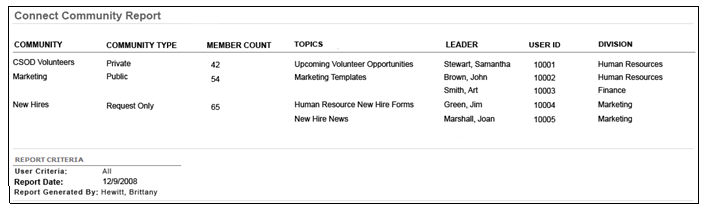 Connect Community Report
COMMUNITY COMMUNITY TYPE MEMBER COUNT TOPICS LEADER USER ID DIVISION
CSOD Volunteers Private 42 Upcoming Volunteer Opportunities Stewart, Samantha 10001 Human Resources
Marketing Public 54 Marketing Templates Brown, John 10002 Human Resources
Smith, Art 10003 Finance
New Hires Request Only 65 Human Resource New Hire Forms Green, Jim 10004 Marketing
New Hire News Marshall, Joan 10005 Marketing
REPORT CRITERIA
User Criteria: All
Report Date: 12/9/2008
Report Generated By: Hewitt, Brittany